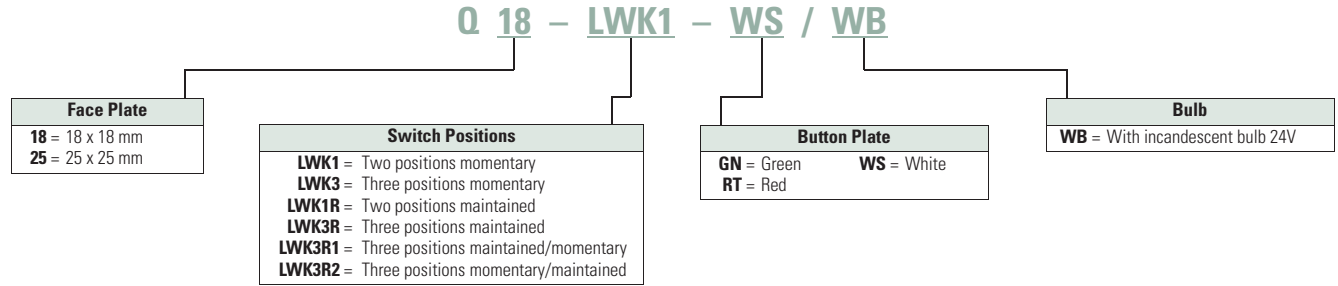 Q 18 – LWK1 – WS / WB
Face Plate
18 = 18 x 18 mm
25 = 25 x 25 mm
Switch Positions
LWK1 = Two positions momentary
LWK3 = Three positions momentary
LWK1R = Two positions maintained
LWK3R = Three positions maintained
LWK3R1 = Three positions maintained/momentary
LWK3R2 = Three positions momentary/maintained
Button Plate
GN = Green WS = White
RT = Red
Bulb
WB = With incandescent bulb 24V